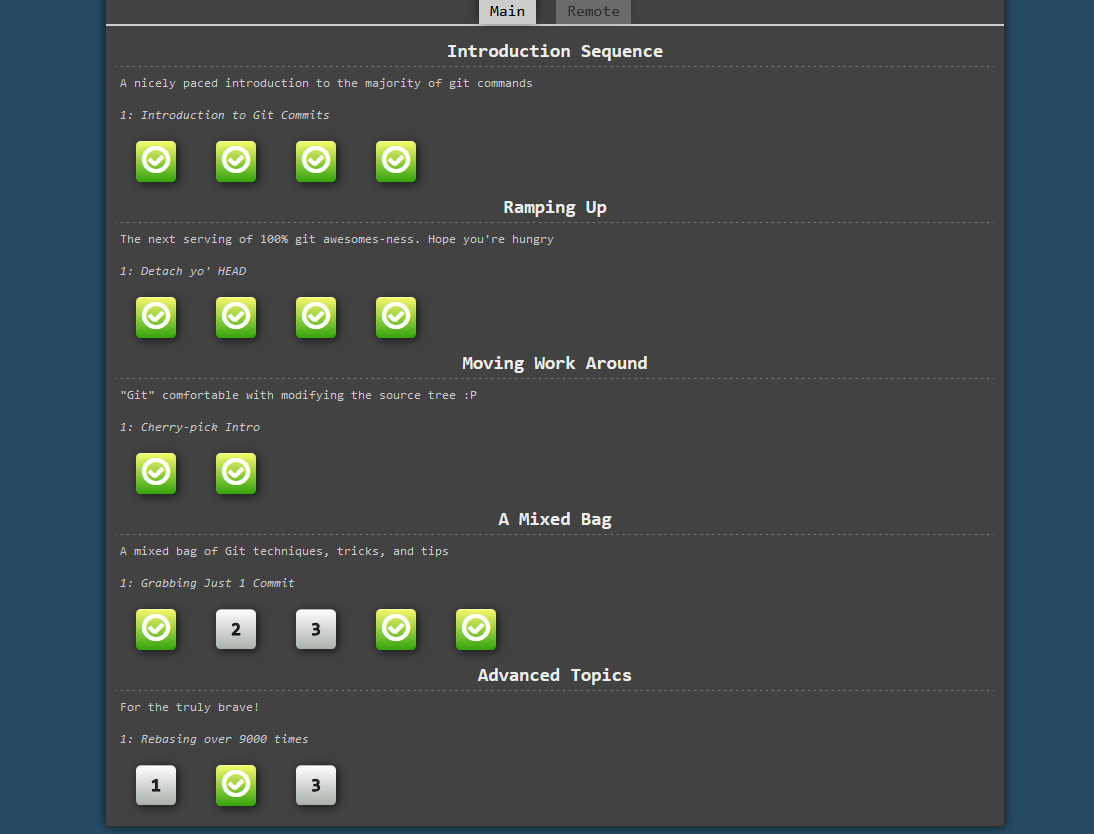 Main Remote
Introduction Sequence
A nicely paced introduction to the majority of git commands
1: Introduction to Git Commits
Ramping Up
The next serving of 100% git awesomes-ness. Hope you're hungry
1: Detach yo' HEAD
Moving Work Around
"Git" comfortable with modifying the source tree :P
1: Cherry-pick Intro
A Mixed Bag
A mixed bag of Git techniques, tricks, and tips
1: Grabbing Just 1 Commit
2 3
Advanced Topics
For the truly brave!
1: Rebasing over 9000 times
1 3